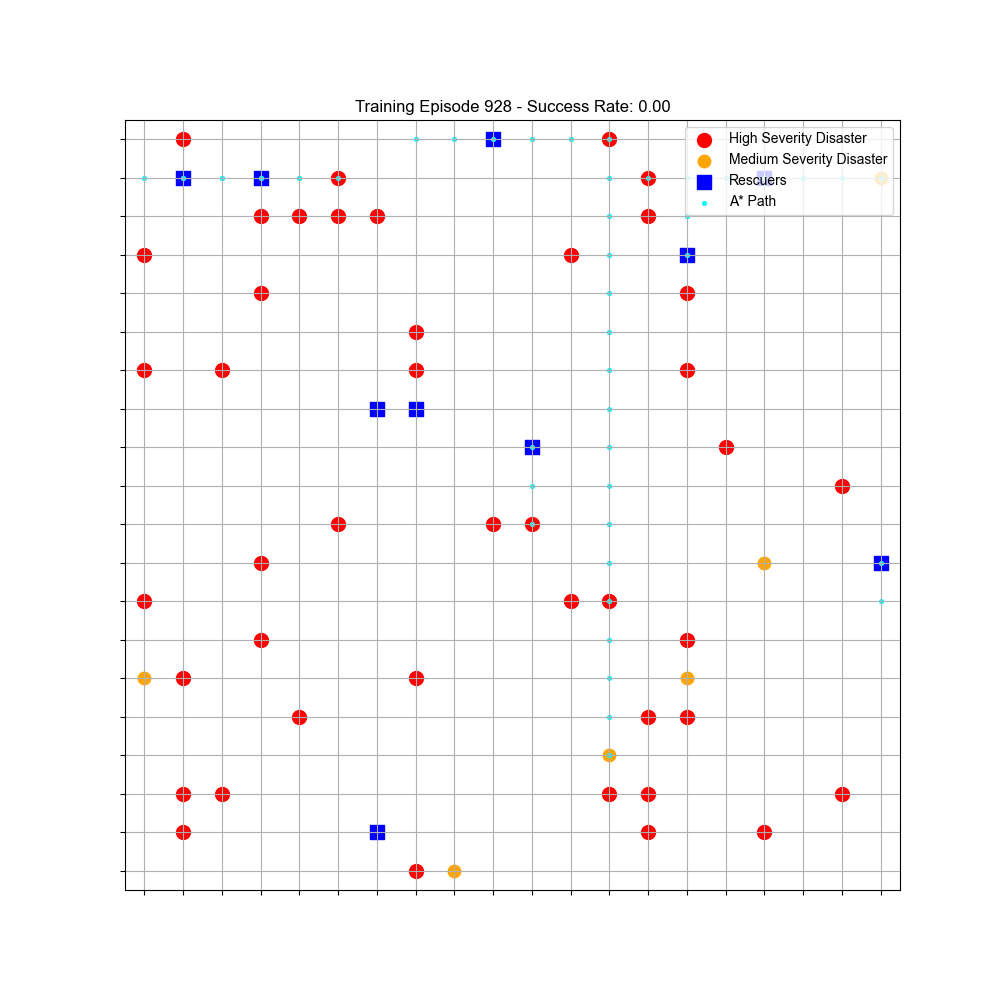 Training Episode 928 - Success Rate: 0.00
High Severity Disaster
Medium Severity Disaster
Rescuers
A* Path